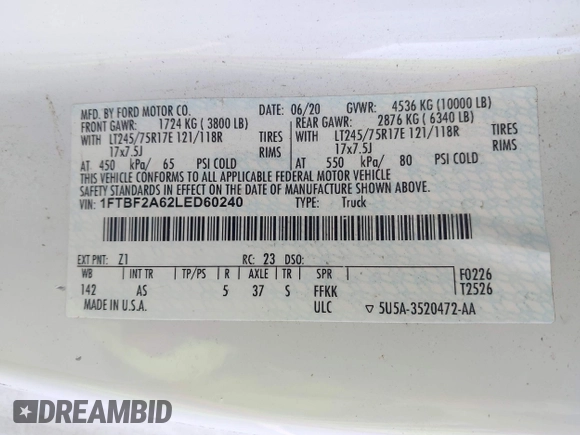 MFD. BY FORD MOTOR CO.
DATE: 06/20 GVWR: 4536 KG (10000 LB)
FRONT GAWR: 1724 KG ( 3800 LB) REAR GAWR: 2876 KG ( 6340 LB)
WITH LT245/75R17E 121/118R TIRES WITH LT245/75R17E 121/118R TIRES
17x7.5J RIMS 17x7.5J RIMS
AT 450 kPa/ 65 PSI COLD AT 550 kPa/ 80 PSI COLD
THIS VEHICLE CONFORMS TO ALL APPLICABLE FEDERAL MOTOR VEHICLE
SAFETY STANDARDS IN EFFECT ON THE DATE OF MANUFACTURE SHOWN ABOVE.
VIN: 1FTBF2A62LED60240 TYPE: Truck
EXT PNT: Z1 RC: 23 DSO:
WB INT TR TP/PS R AXLE TR SPR F0226
142 AS 5 37 S FFKK T2526
MADE IN U.S.A. ULC ▽ 5U5A-3520472-AA
DREAMBID